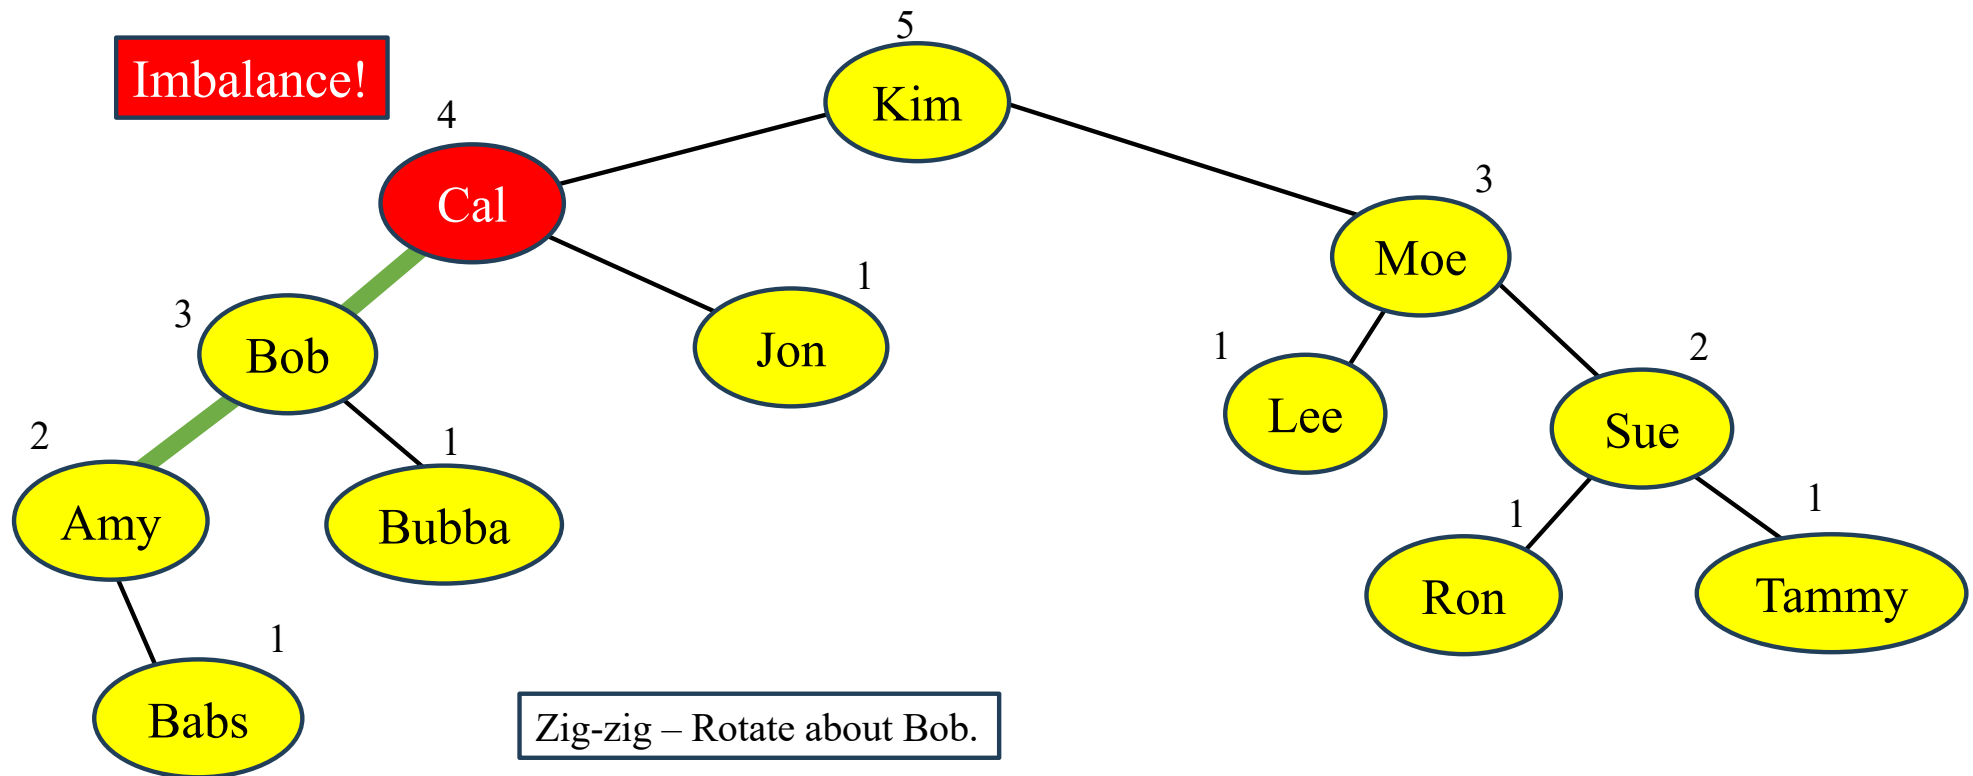 5
Imbalance!
Kim
4
Cal
3
Moe
1
3
Bob
Jon
1
2
Lee
Sue
2
1
Amy
Bubba
1
1
Ron
Tammy
1
Babs
Zig-zig – Rotate about Bob.